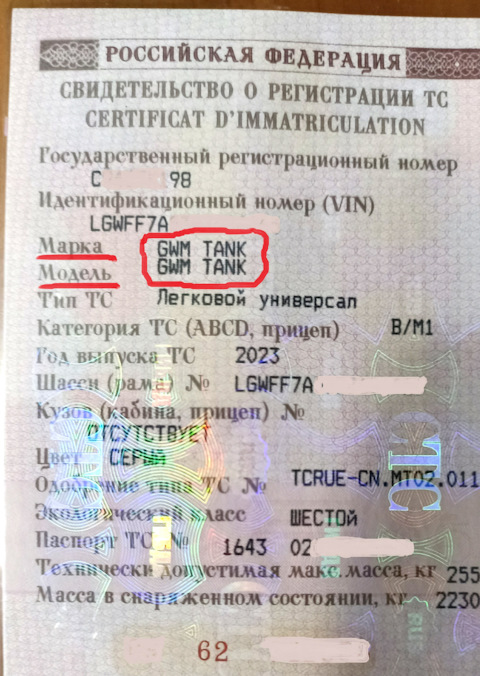 РОССИЙСКАЯ ФЕДЕРАЦИЯ
СВИДЕТЕЛЬСТВО О РЕГИСТРАЦИИ ТС
CERTIFICAT D'IMMATRICULATION
Государственный регистрационный номер
С 98
Идентификационный номер (VIN)
LGWFF7A
Марка GWM TANK
Модель GWM TANK
Тип ТС Легковой универсал
Категория ТС (ABCD, прицеп) B/M1
Год выпуска ТС 2023
Шасси (рама) № LGWFF7A
Кузов (кабина, прицеп) №
ОТСУТСТВУЕТ
Цвет СЕРЫЙ
Одобрение типа ТС № TCRUE-CN.MT02.011
Экологический класс ШЕСТОЙ
Паспорт ТС № 1643 02
Технически допустимая макс. масса, кг 255
Масса в снаряженном состоянии, кг 2230
62